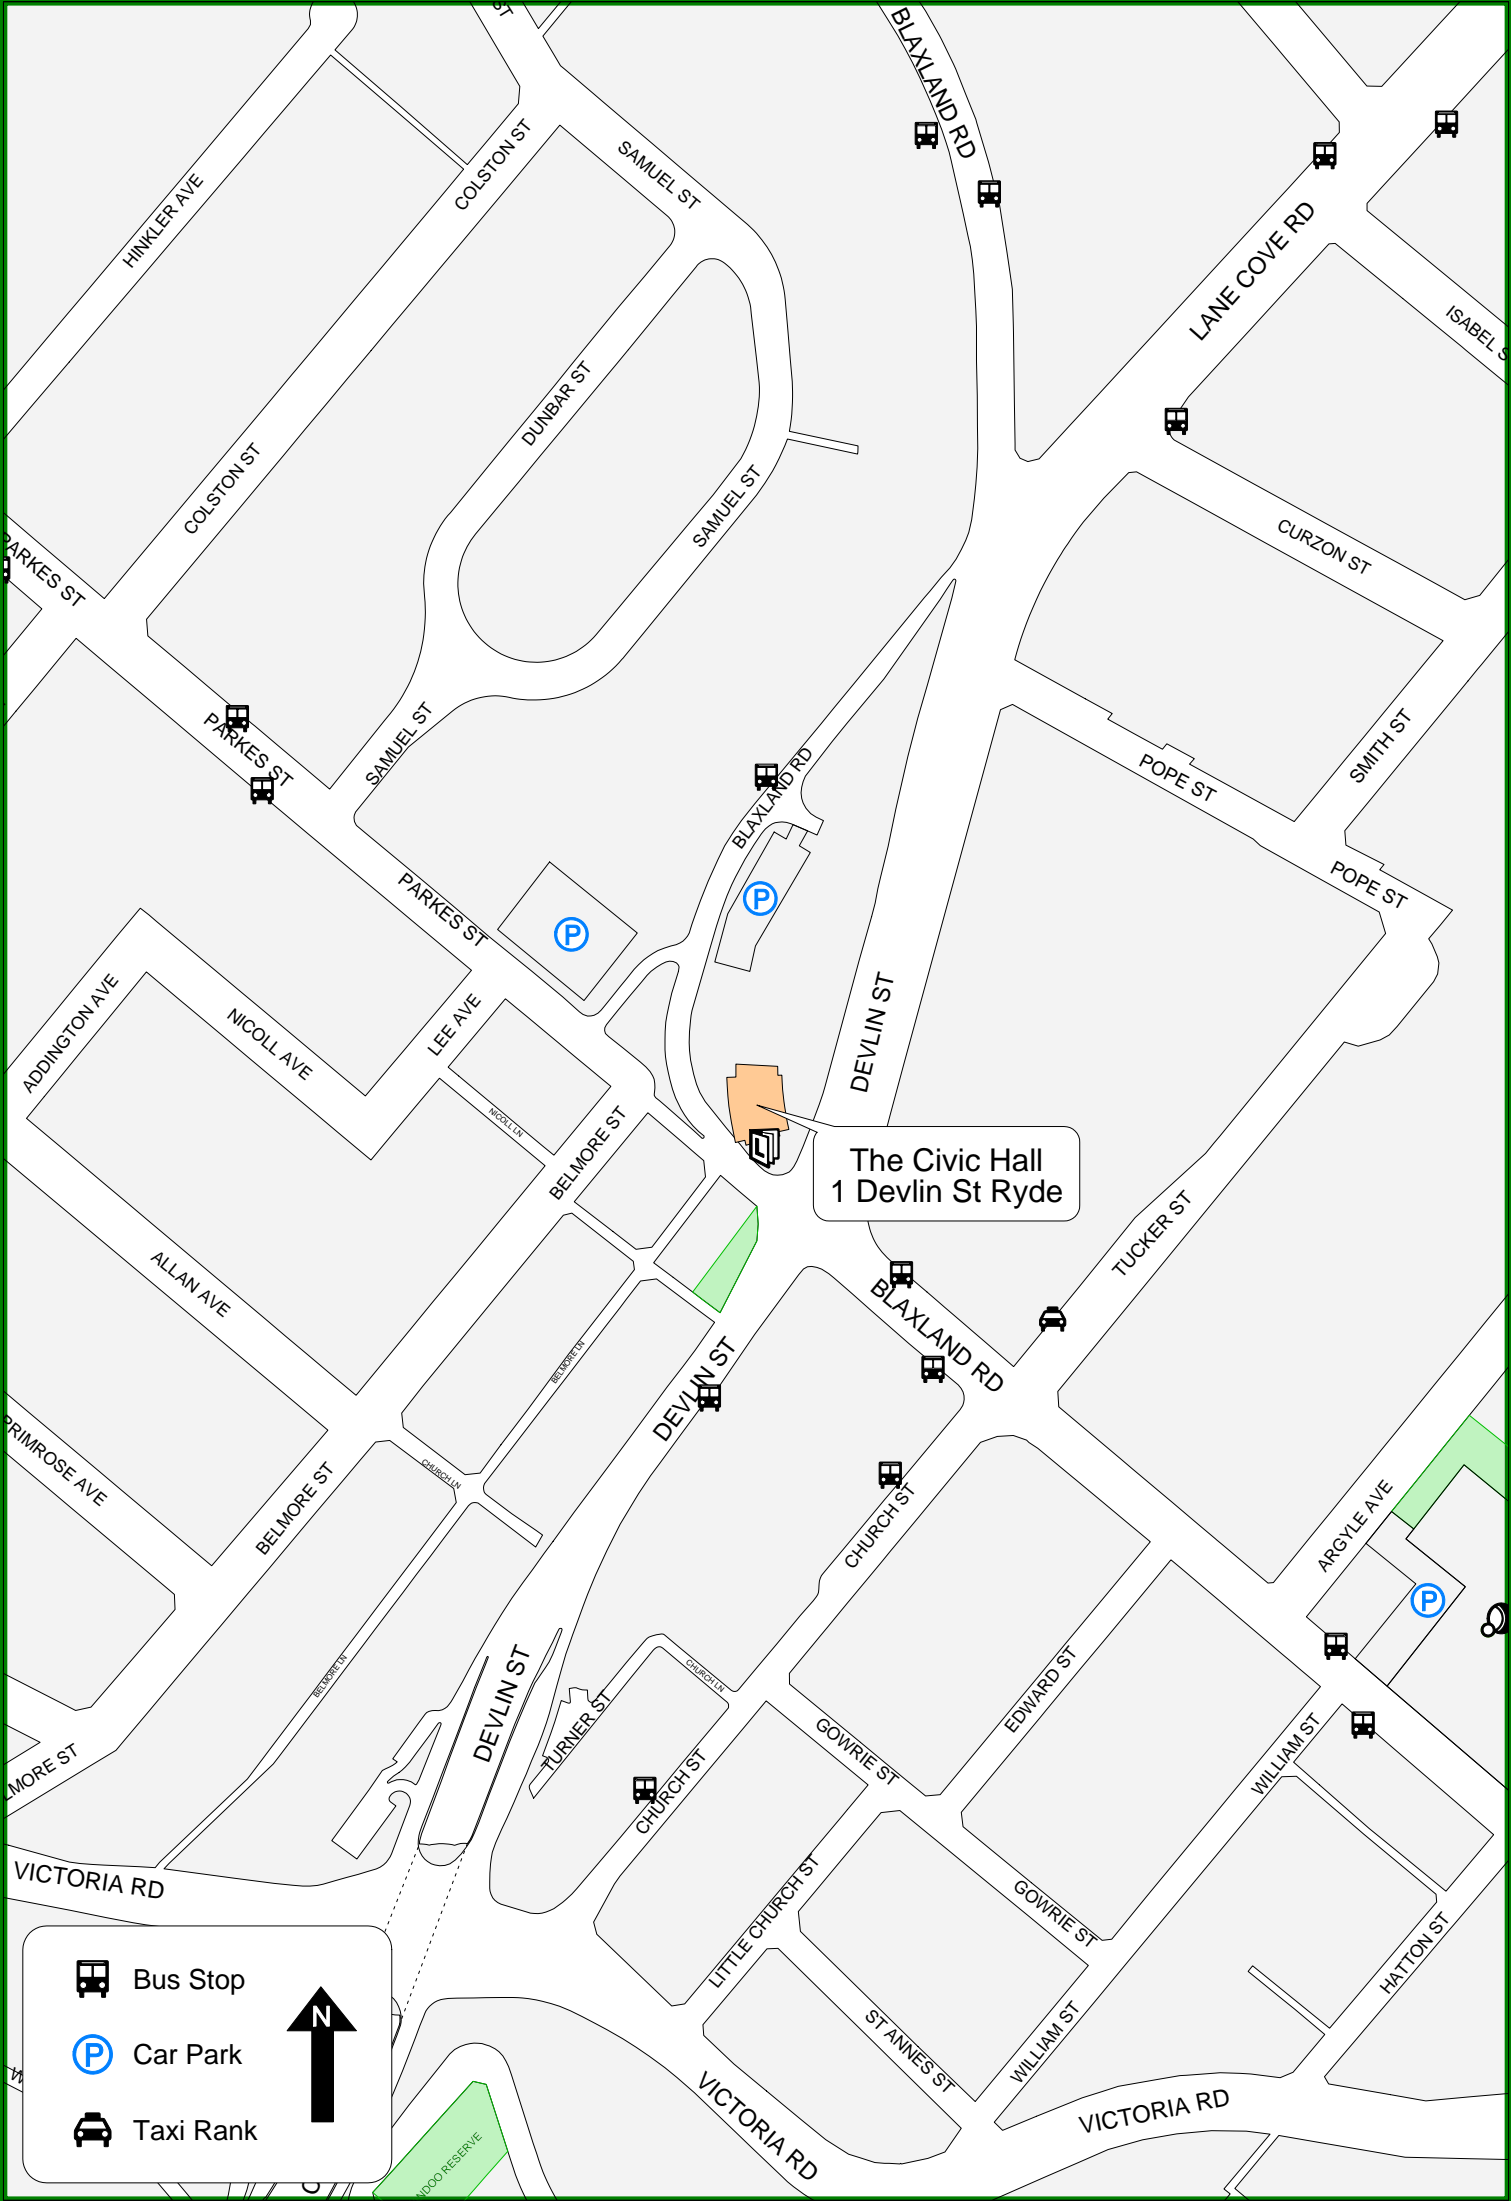 ST
BLAXLAND RD
HINKLER AVE
COLSTON ST
SAMUEL ST
LANE COVE RD
ISABEL S
DUNBAR ST
COLSTON ST
SAMUEL ST
CURZON ST
PARKES ST
SAMUEL ST
PARKES ST
BLAXLAND RD
POPE ST
SMITH ST
POPE ST
PARKES ST
P
P
ADDINGTON AVE
NICOLL AVE
LEE AVE
DEVLIN ST
NICOLL LN
BELMORE ST
L
The Civic Hall
1 Devlin St Ryde
TUCKER ST
ALLAN AVE
BLAXLAND RD
BELMORE LN
DEVLIN ST
PRIMROSE AVE
CHURCH LN
BELMORE ST
CHURCH ST
ARGYLE AVE
P
BELMORE LN
DEVLIN ST
CHURCH LN
TURNER ST
EDWARD ST
GOWRIE ST
WILLIAM ST
LMORE ST
CHURCH ST
VICTORIA RD
LITTLE CHURCH ST
GOWRIE ST
HATTON ST
Bus Stop
N
P
Car Park
Taxi Rank
ST ANNES ST
WILLIAM ST
VICTORIA RD
VICTORIA RD
NDOO RESERVE